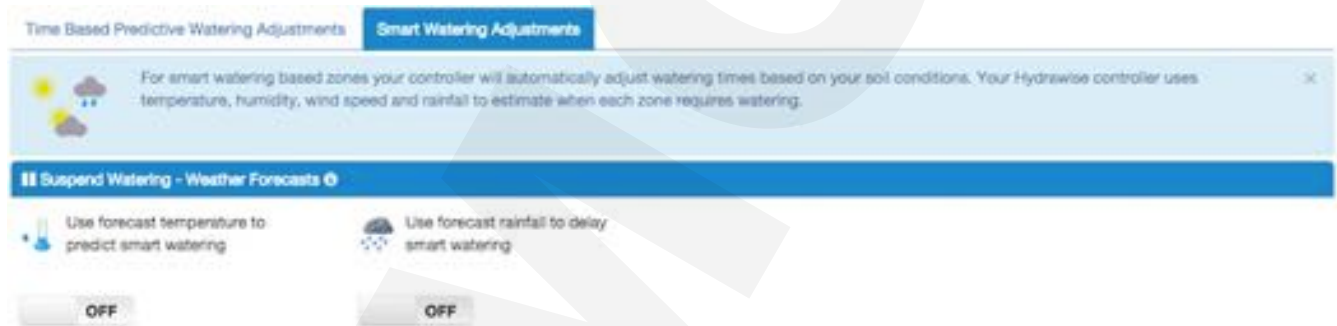 Time Based Predictive Watering Adjustments
Smart Watering Adjustments
For smart watering based zones your controller will automatically adjust watering times based on your soil conditions. Your Hydrawise controller uses
temperature, humidity, wind speed and rainfall to estimate when each zone requires watering.
Suspend Watering - Weather Forecasts
Use forecast temperature to
predict smart watering
Use forecast rainfall to delay
smart watering
OFF
OFF